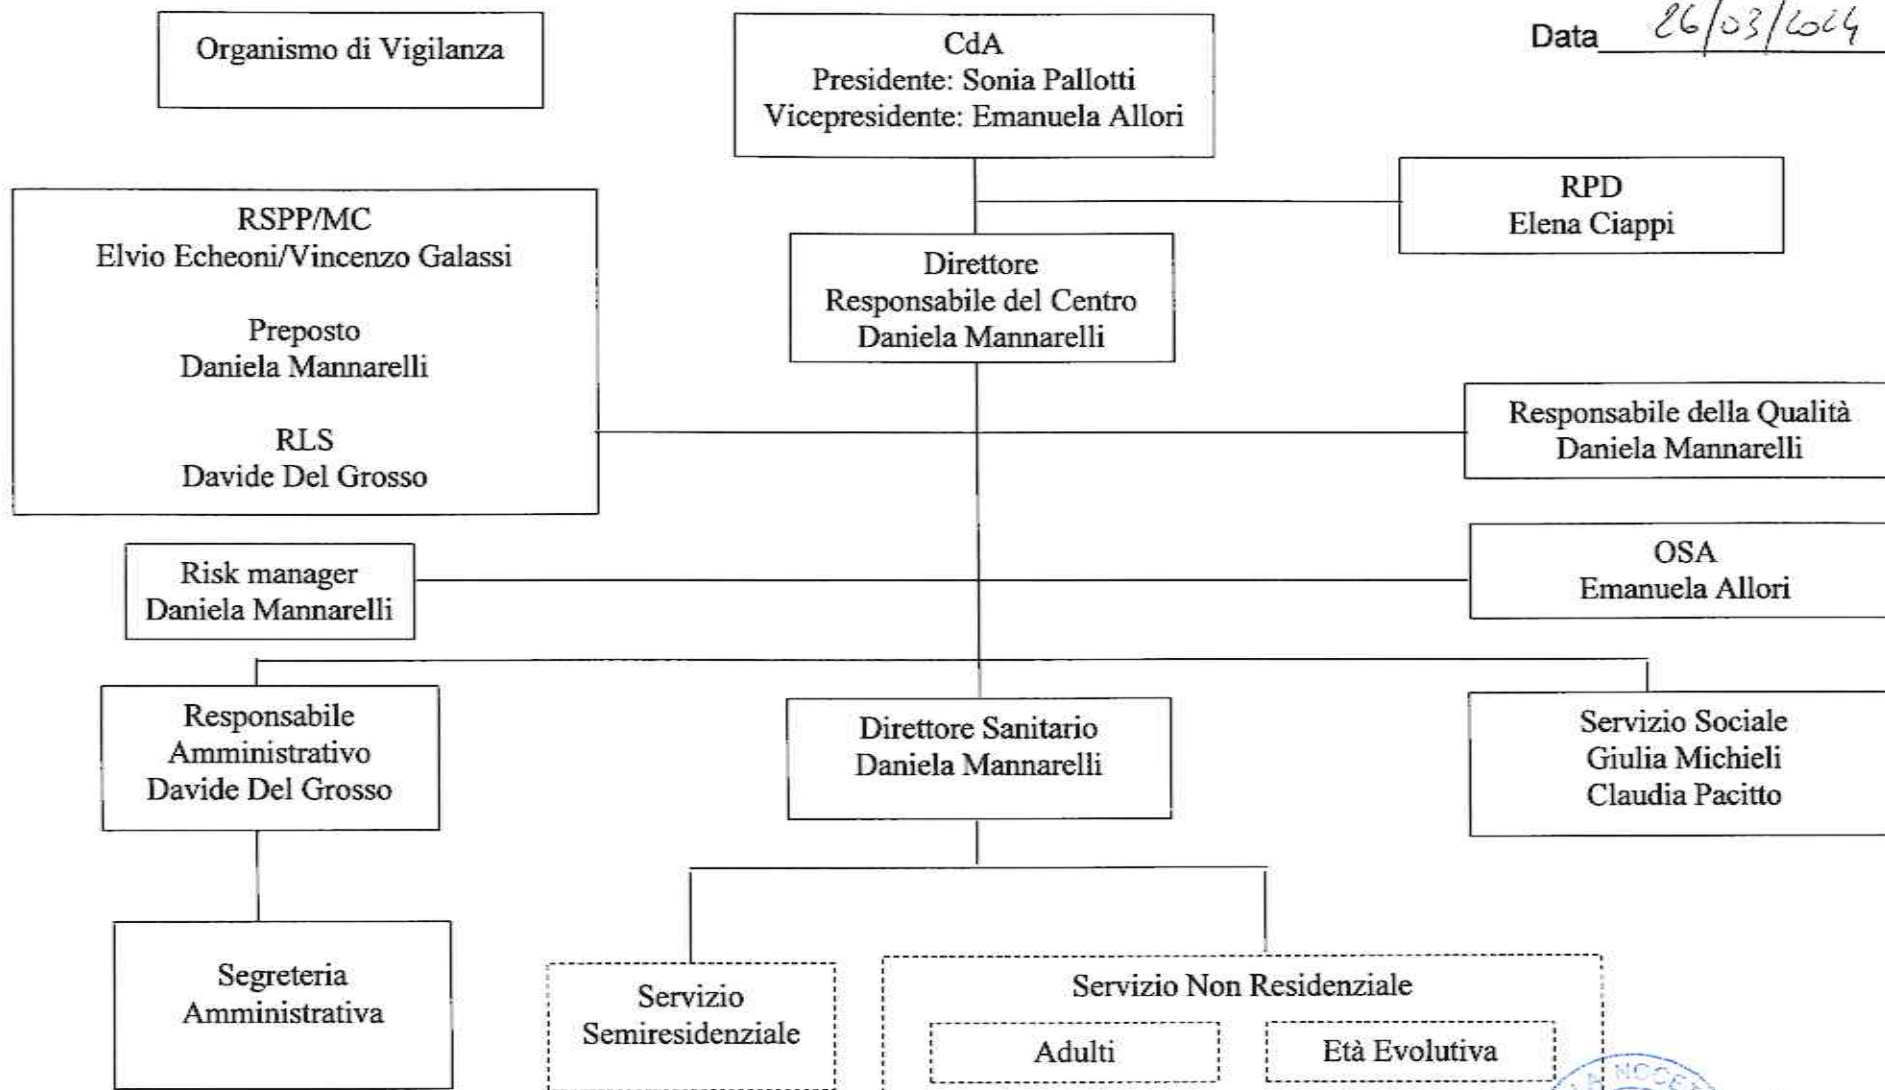 Organismo di Vigilanza
CdA
Presidente: Sonia Pallotti
Vicepresidente: Emanuela Allori
Data 26/03/2024
RSPP/MC
Elvio Echeoni/Vincenzo Galassi
Preposto
Daniela Mannarelli
RLS
Davide Del Grosso
RPD
Elena Ciappi
Direttore
Responsabile del Centro
Daniela Mannarelli
Responsabile della Qualità
Daniela Mannarelli
Risk manager
Daniela Mannarelli
OSA
Emanuela Allori
Responsabile
Amministrativo
Davide Del Grosso
Direttore Sanitario
Daniela Mannarelli
Servizio Sociale
Giulia Michieli
Claudia Pacitto
Segreteria
Amministrativa
Servizio
Semiresidenziale
Servizio Non Residenziale
Adulti
Età Evolutiva